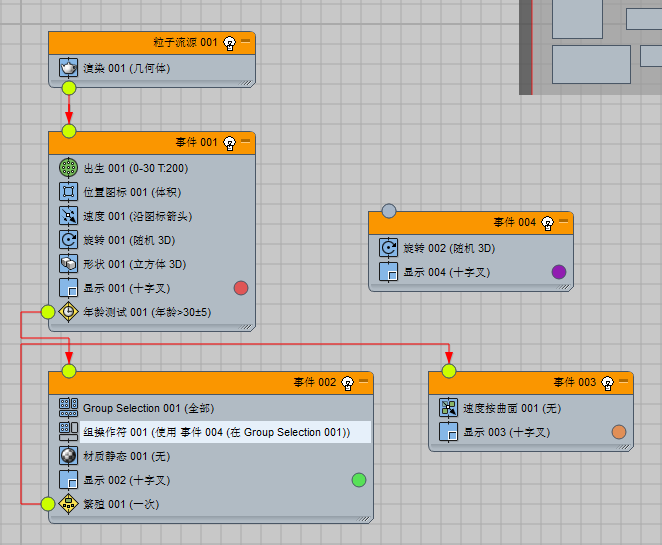 粒子流源 001
渲染 001 (几何体)
事件 001
出生 001 (0-30 T:200)
位置图标 001 (体积)
速度 001 (沿图标箭头)
旋转 001 (随机 3D)
形状 001 (立方体 3D)
显示 001 (十字叉)
年龄测试 001 (年龄>30±5)
事件 004
旋转 002 (随机 3D)
显示 004 (十字叉)
事件 002
Group Selection 001 (全部)
组操作符 001 (使用 事件 004 (在 Group Selection 001))
材质静态 001 (无)
显示 002 (十字叉)
繁殖 001 (一次)
事件 003
速度按曲面 001 (无)
显示 003 (十字叉)